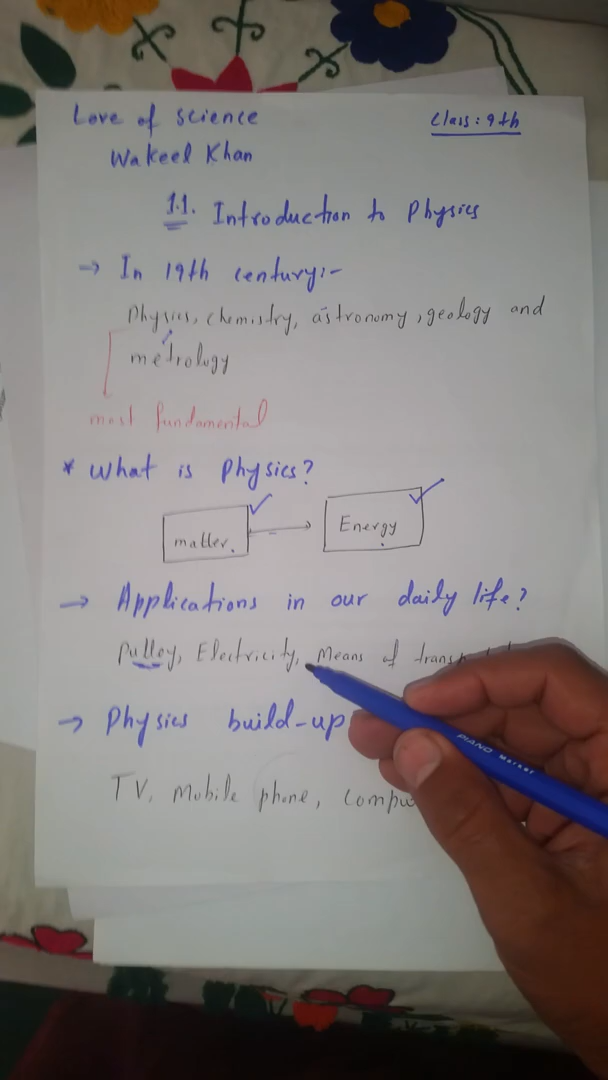 Love of science
Class: 9th
Wakeel Khan
1.1. Introduction to Physics
→ In 19th century:-
Physics, chemistry, astronomy, geology and
metrology
most fundamental
* What is Physics?
matter.
Energy
→ Applications in our daily life?
Pulley, Electricity, Means of
→ Physics build-up
TV, Mobile phone,
PIANO Marker